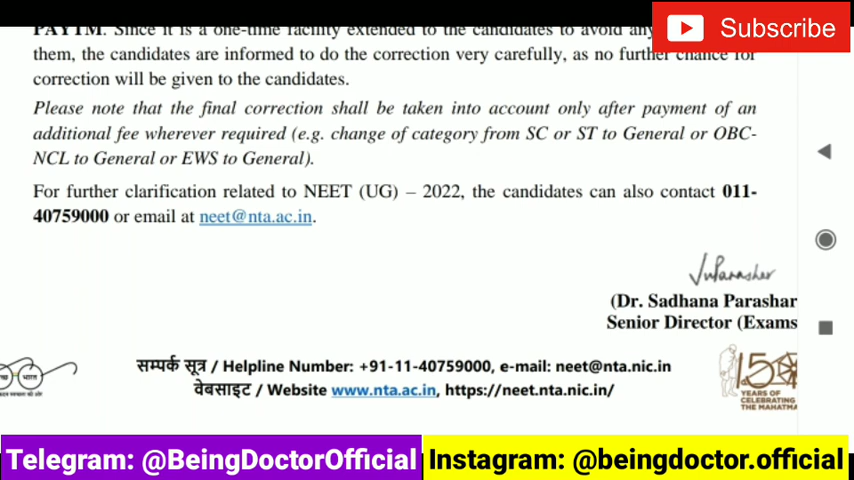 PAYTM. Since it is a one-time facility extended to the candidates to avoid any
Subscribe
them, the candidates are informed to do the correction very carefully, as no further chance for
correction will be given to the candidates.
Please note that the final correction shall be taken into account only after payment of an
additional fee wherever required (e.g. change of category from SC or ST to General or OBC-
NCL to General or EWS to General).
For further clarification related to NEET (UG) – 2022, the candidates can also contact 011-
40759000 or email at neet@nta.ac.in.
(Dr. Sadhana Parashar
Senior Director (Exams
सम्पर्क सूत्र / Helpline Number: +91-11-40759000, e-mail: neet@nta.nic.in
वेबसाइट / Website www.nta.ac.in, https://neet.nta.nic.in/
भारत
150
YEARS OF
CELEBRATING
THE MAHATMA
Telegram: @BeingDoctorOfficial
Instagram: @beingdoctor.official